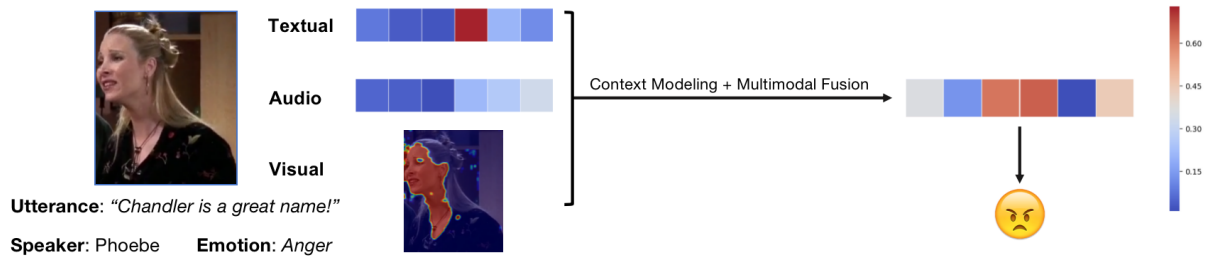 Textual
Audio
Visual
Context Modeling + Multimodal Fusion
0.60
0.45
0.30
0.15
Utterance: “Chandler is a great name!”
Speaker: Phoebe Emotion: Anger